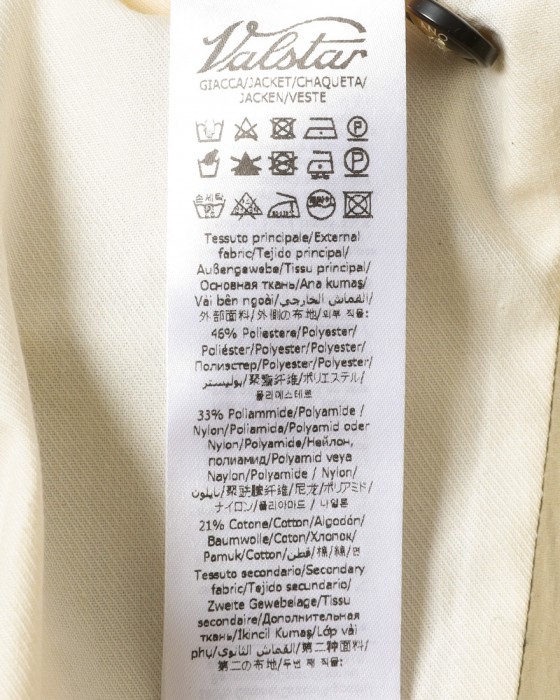 Valstar
GIACCA/JACKET/CHAQUETA/
JACKEN/VESTE
P
P
Tessuto principale/External
fabric/Tejido principal/
Außengewebe/Tissu principal/
Основная ткань/Ana kumaş/
Vải bên ngoài/القماش الخارجي/
外部面料/外側の布地/외부 직물:
46% Poliestere/Polyester/
Poliéster/Polyester/Polyester/
Полиэстер/Polyester/Polyester/
بوليستر/聚酯纤维/ポリエステル/
폴리에스테로
33% Poliammide/Polyamide /
Nylon/Poliamida/Polyamid oder
Nylon/Polyamide/Нейлон,
полиамид/Polyamid veya
Naylon/Polyamide / Nylon/
نايلون/聚酰胺纤维/尼龙/ポリアミド/
ナイロン/폴리아마드 / 나일론
21% Cotone/Cotton/Algodón/
Baumwolle/Coton/Хлопок/
Pamuk/Cotton/قطن/棉/綿/면
Tessuto secondario/Secondary
fabric/Tejido secundario/
Zweite Gewebelage/Tissu
secondaire/Дополнительная
ткань/İkincil Kumaş/Lớp vải
phụ/القماش الثانوي/第二种面料/
第二の布地/두번 째 직물